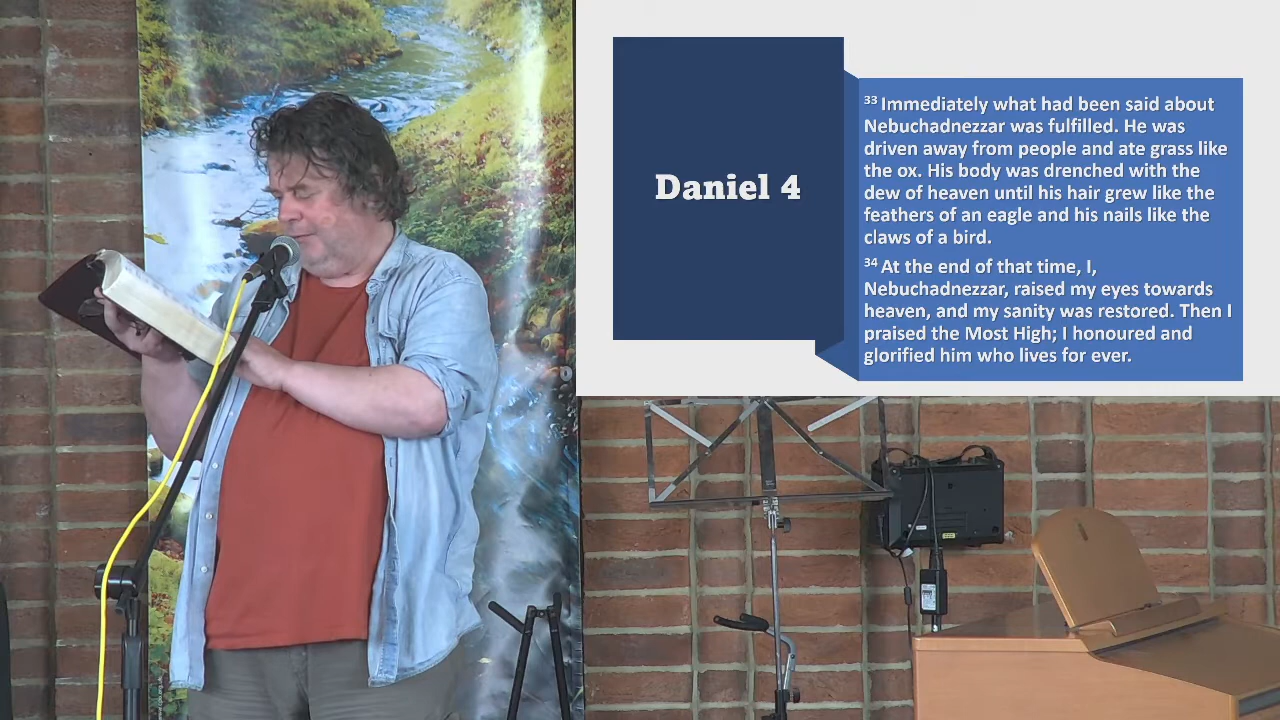 Daniel 4
33 Immediately what had been said about
Nebuchadnezzar was fulfilled. He was
driven away from people and ate grass like
the ox. His body was drenched with the
dew of heaven until his hair grew like the
feathers of an eagle and his nails like the
claws of a bird.
34 At the end of that time, I,
Nebuchadnezzar, raised my eyes towards
heaven, and my sanity was restored. Then I
praised the Most High; I honoured and
glorified him who lives for ever.